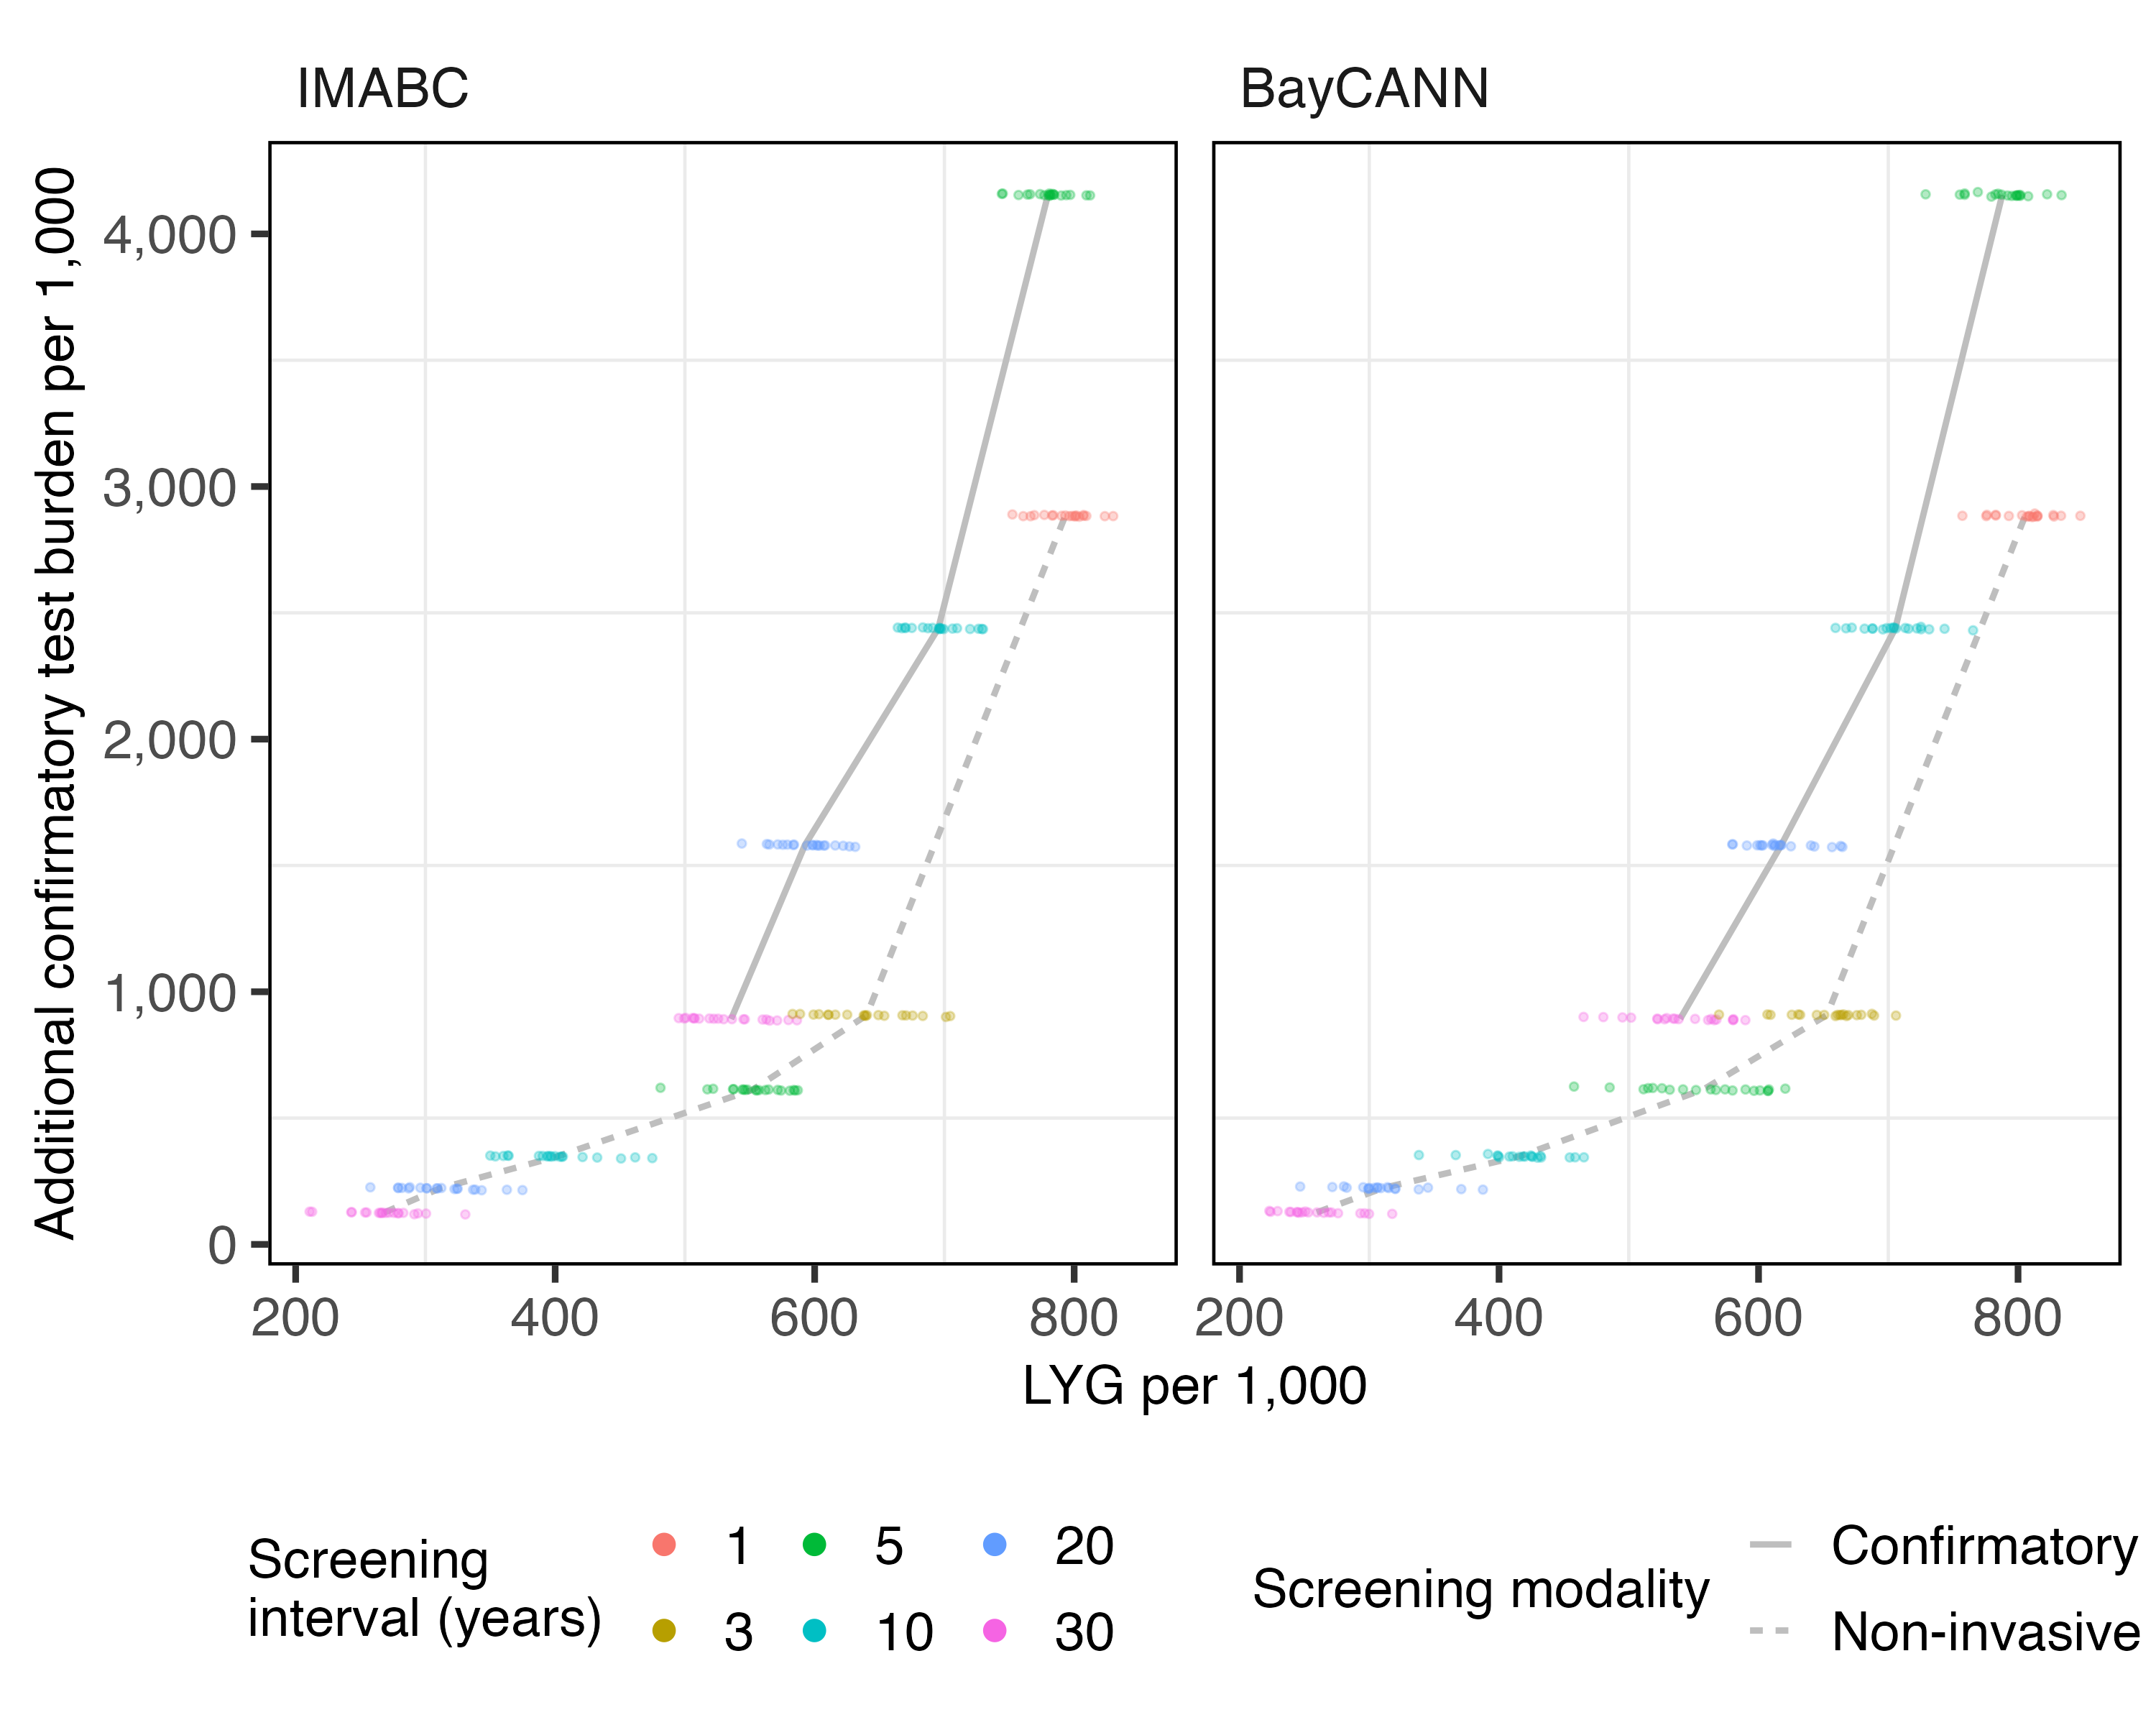 IMABC
BayCANN
Additional confirmatory test burden per 1,000
4,000
3,000
2,000
1,000
0
200 400 600 800
200 400 600 800
LYG per 1,000
Screening
interval (years)
1 5 20
3 10 30
Screening modality
Confirmatory
Non-invasive